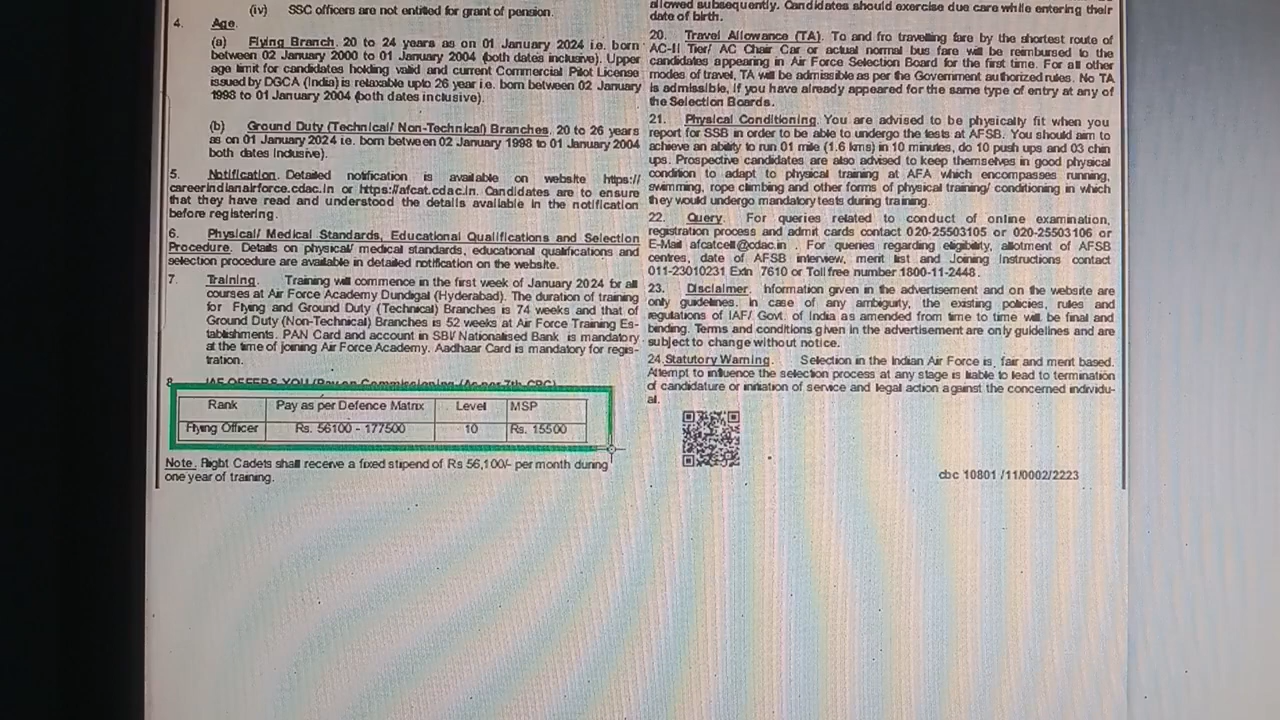 (iv) SSC officers are not entitled for grant of pension.
4. Age.
(a) Flying Branch. 20 to 24 years as on 01 January 2024 i.e. born
between 02 January 2000 to 01 January 2004 (both dates inclusive). Upper
age limit for candidates holding valid and current Commercial Pilot License
issued by DGCA (India) is relaxable upto 26 year i.e. born between 02 January
1998 to 01 January 2004 (both dates inclusive).
(b) Ground Duty (Technical/ Non-Technical) Branches. 20 to 26 years
as on 01 January 2024 i.e. born between 02 January 1998 to 01 January 2004
both dates inclusive).
5. Notification. Detailed notification is available on website https://
careerindianairforce.cdac.in or https://afcat.cdac.in. Candidates are to ensure
that they have read and understood the details available in the notification
before registering.
6. Physical/ Medical Standards, Educational Qualifications and Selection
Procedure. Details on physical/ medical standards, educational qualifications and
selection procedure are available in detailed notification on the website.
7. Training. Training will commence in the first week of January 2024 for all
courses at Air Force Academy Dundigal (Hyderabad). The duration of training
for Flying and Ground Duty (Technical) Branches is 74 weeks and that of
Ground Duty (Non-Technical) Branches is 52 weeks at Air Force Training Es-
tablishments. PAN Card and account in SBI/ Nationalised Bank is mandatory
at the time of joining Air Force Academy. Aadhaar Card is mandatory for regis-
tration.
8. IAF OFFERS YOU (Pay on Commissioning (As per 7th CPC)
Rank Pay as per Defence Matrix Level MSP
Flying Officer Rs. 56100 - 177500 10 Rs. 15500
Note. Flight Cadets shall receive a fixed stipend of Rs 56,100/- per month during
one year of training.
allowed subsequently. Candidates should exercise due care while entering their
date of birth.
20. Travel Allowance (TA). To and fro travelling fare by the shortest route of
AC-II Tier/ AC Chair Car or actual normal bus fare will be reimbursed to the
candidates appearing in Air Force Selection Board for the first time. For all other
modes of travel, TA will be admissible as per the Government authorized rules. No TA
is admissible, if you have already appeared for the same type of entry at any of
the Selection Boards.
21. Physical Conditioning. You are advised to be physically fit when you
report for SSB in order to be able to undergo the tests at AFSB. You should aim to
achieve an ability to run 01 mile (1.6 kms) in 10 minutes, do 10 push ups and 03 chin
ups. Prospective candidates are also advised to keep themselves in good physical
condition to adapt to physical training at AFA which encompasses running,
swimming, rope climbing and other forms of physical training/ conditioning in which
they would undergo mandatory tests during training.
22. Query. For queries related to conduct of online examination,
registration process and admit cards contact 020-25503105 or 020-25503106 or
E-Mail afcatcell@cdac.in . For queries regarding eligibility, allotment of AFSB
centres, date of AFSB interview, merit list and Joining Instructions contact
011-23010231 Extn 7610 or Toll free number 1800-11-2448.
23. Disclaimer. Information given in the advertisement and on the website are
only guidelines. In case of any ambiguity, the existing policies, rules and
regulations of IAF/ Govt. of India as amended from time to time will be final and
binding. Terms and conditions given in the advertisement are only guidelines and are
subject to change without notice.
24. Statutory Warning. Selection in the Indian Air Force is fair and merit based.
Attempt to influence the selection process at any stage is liable to lead to termination
of candidature or initiation of service and legal action against the concerned individu-
al.
cbc 10801 /11/0002/2223